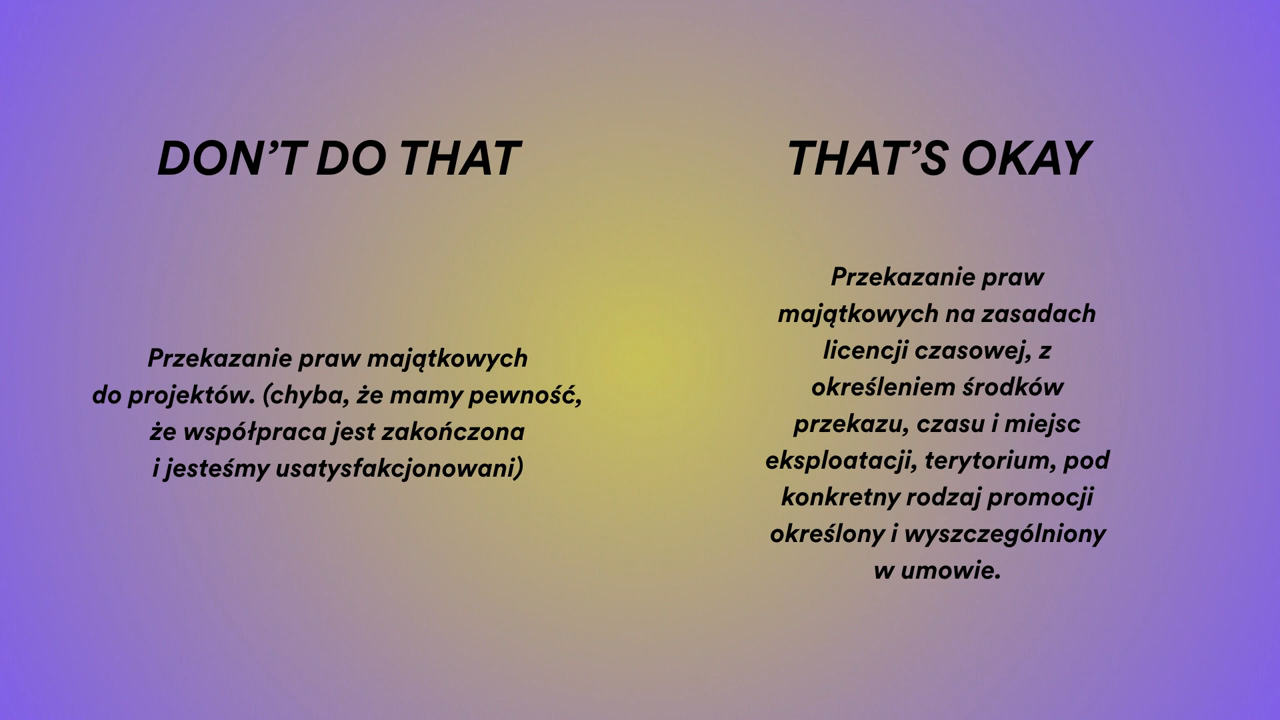 DON’T DO THAT
Przekazanie praw majątkowych
do projektów. (chyba, że mamy pewność,
że współpraca jest zakończona
i jesteśmy usatysfakcjonowani)
THAT’S OKAY
Przekazanie praw
majątkowych na zasadach
licencji czasowej, z
określeniem środków
przekazu, czasu i miejsc
eksploatacji, terytorium, pod
konkretny rodzaj promocji
określony i wyszczególniony
w umowie.